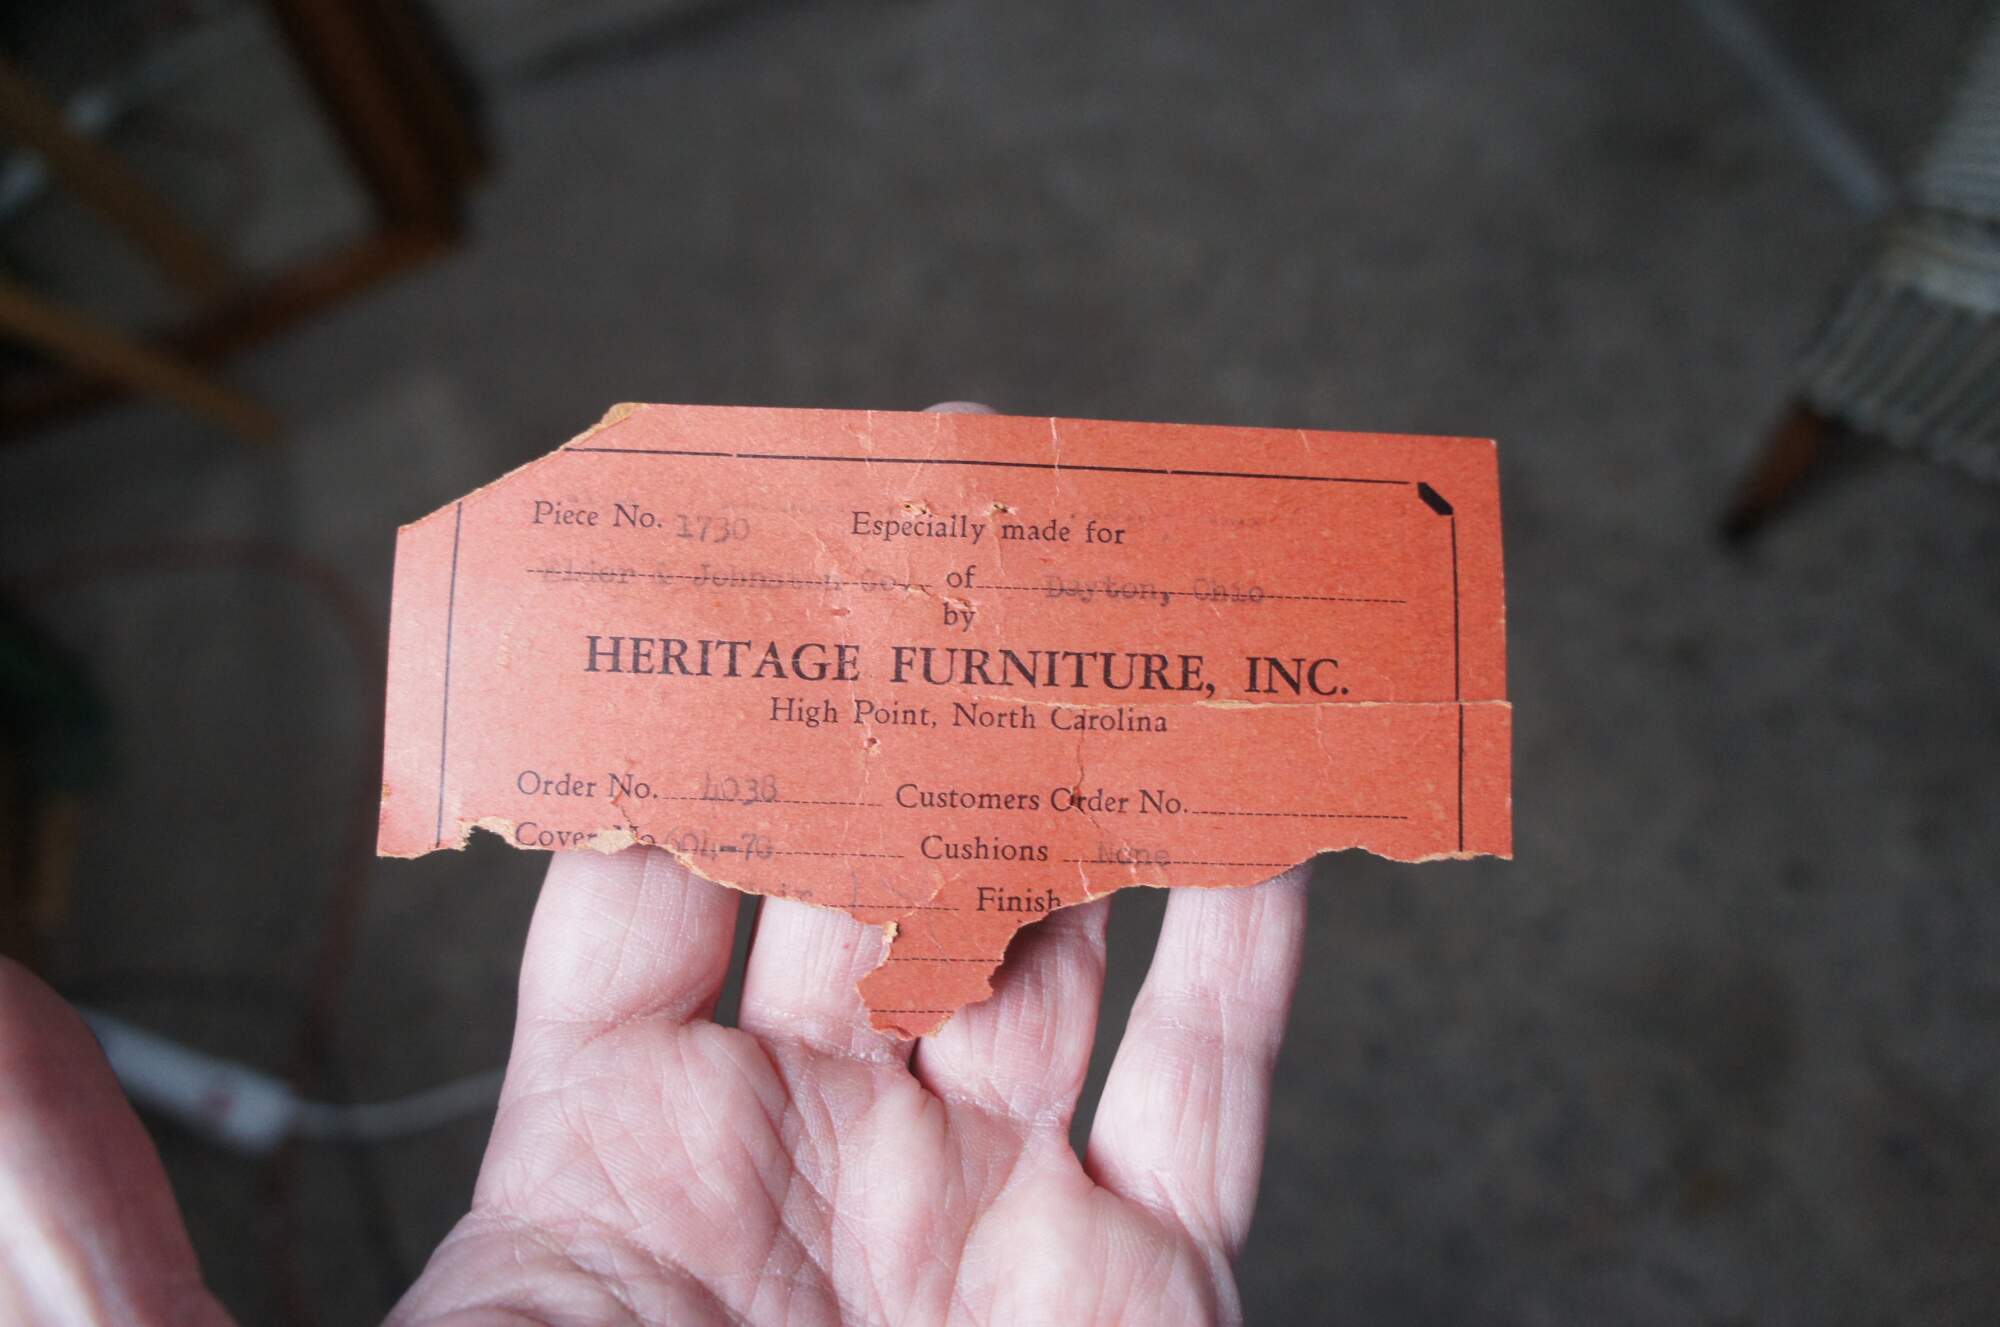 Piece No. 1730 Especially made for
Elder & Johnston Co., of Dayton, Ohio
by
HERITAGE FURNITURE, INC.
High Point, North Carolina
Order No. 4038 Customers Order No.
Cover No. 604-70 Cushions None
Finish